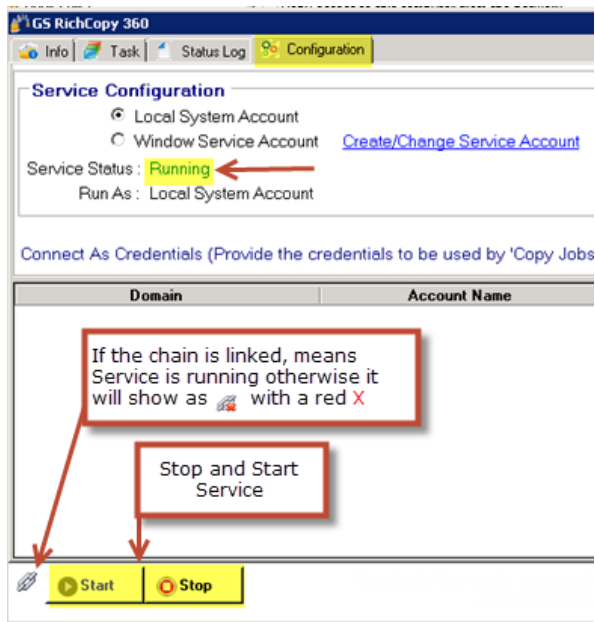 GS RichCopy 360
Info Task Status Log Configuration
Service Configuration
Local System Account
Window Service Account Create/Change Service Account
Service Status : Running
Run As : Local System Account
Connect As Credentials (Provide the credentials to be used by 'Copy Jobs
Domain Account Name
If the chain is linked, means
Service is running otherwise it
will show as with a red X
Stop and Start
Service
Start Stop